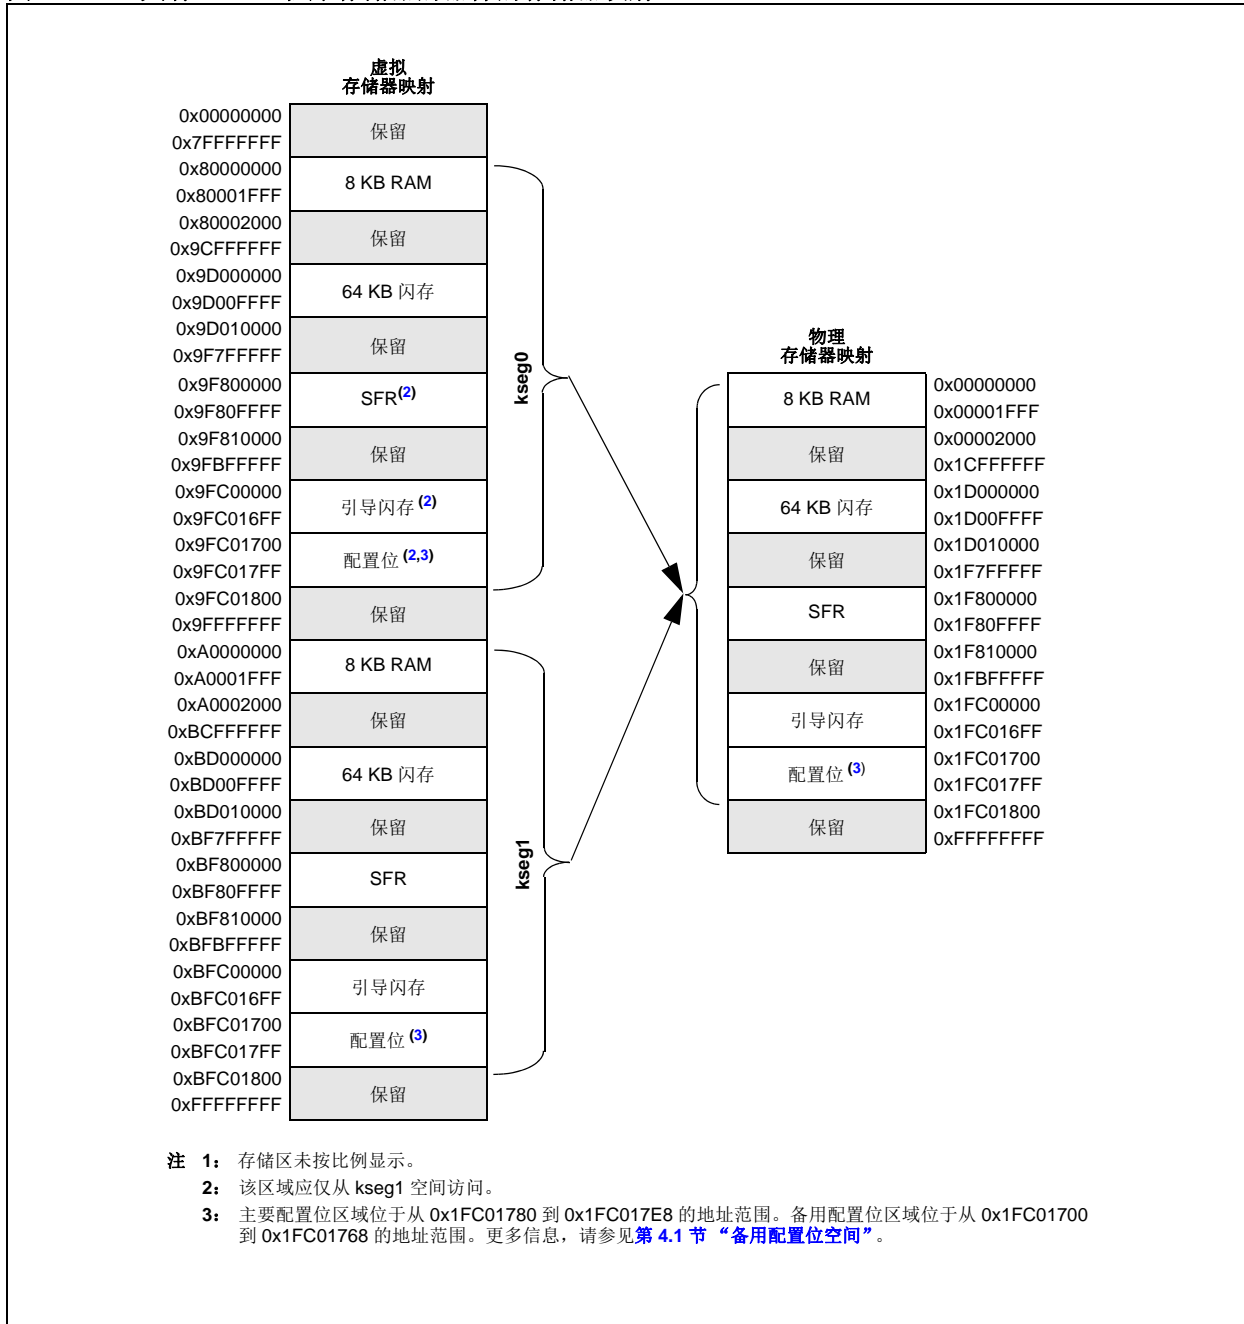 虚拟
存储器映射
0x00000000
保留
0x7FFFFFFF
0x80000000
8 KB RAM
0x80001FFF
0x80002000
保留
0x9CFFFFFF
0x9D000000
64 KB 闪存
0x9D00FFFF
0x9D010000
保留
0x9F7FFFFF
0x9F800000
SFR(2)
0x9F80FFFF
0x9F810000
保留
0x9FBFFFFF
0x9FC00000
引导闪存 (2)
0x9FC016FF
0x9FC01700
配置位 (2,3)
0x9FC017FF
0x9FC01800
保留
0x9FFFFFFF
0xA0000000
8 KB RAM
0xA0001FFF
0xA0002000
保留
0xBCFFFFFF
0xBD000000
64 KB 闪存
0xBD00FFFF
0xBD010000
保留
0xBF7FFFFF
0xBF800000
SFR
0xBF80FFFF
0xBF810000
保留
0xBFBFFFFF
0xBFC00000
引导闪存
0xBFC016FF
0xBFC01700
配置位 (3)
0xBFC017FF
0xBFC01800
保留
0xFFFFFFFF
kseg0
kseg1
物理
存储器映射
8 KB RAM
0x00000000
0x00001FFF
保留
0x00002000
0x1CFFFFFF
64 KB 闪存
0x1D000000
0x1D00FFFF
保留
0x1D010000
0x1F7FFFFF
SFR
0x1F800000
0x1F80FFFF
保留
0x1F810000
0x1FBFFFFF
引导闪存
0x1FC00000
0x1FC016FF
配置位 (3)
0x1FC01700
0x1FC017FF
保留
0x1FC01800
0xFFFFFFFF
注 1： 存储区未按比例显示。
2： 该区域应仅从 kseg1 空间访问。
3： 主要配置位区域位于从 0x1FC01780 到 0x1FC017E8 的地址范围。备用配置位区域位于从 0x1FC01700
到 0x1FC01768 的地址范围。更多信息，请参见第 4.1 节 “备用配置位空间”。